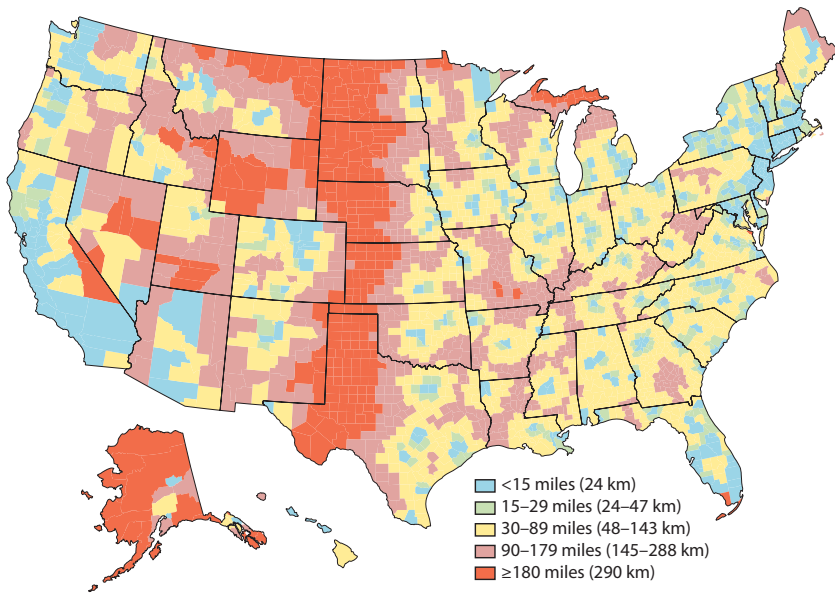 <15 miles (24 km)
15–29 miles (24–47 km)
30–89 miles (48–143 km)
90–179 miles (145–288 km)
≥180 miles (290 km)